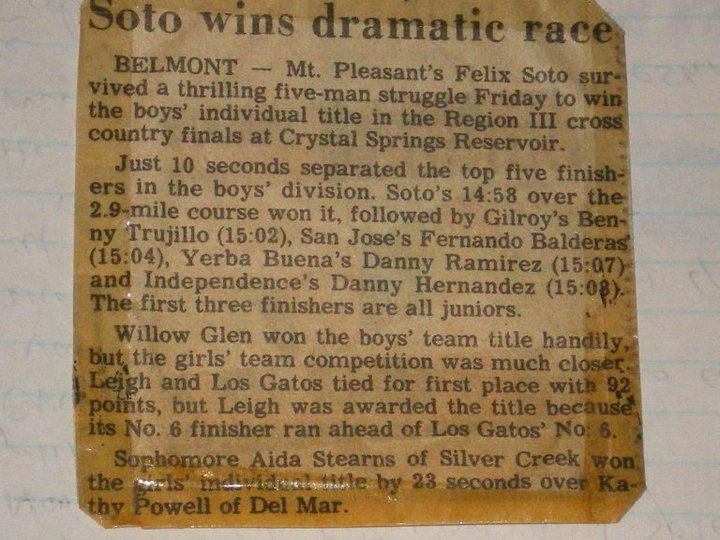 Soto wins dramatic race
BELMONT — Mt. Pleasant's Felix Soto sur-
vived a thrilling five-man struggle Friday to win
the boys' individual title in the Region III cross
country finals at Crystal Springs Reservoir.
Just 10 seconds separated the top five finish-
ers in the boys' division. Soto's 14:58 over the
2.9-mile course won it, followed by Gilroy's Ben-
ny Trujillo (15:02), San Jose's Fernando Balderas
(15:04), Yerba Buena's Danny Ramirez (15:07)
and Independence's Danny Hernandez (15:08).
The first three finishers are all juniors.
Willow Glen won the boys' team title handily,
but the girls' team competition was much closer.
Leigh and Los Gatos tied for first place with 92
points, but Leigh was awarded the title because
its No. 6 finisher ran ahead of Los Gatos' No. 6.
Sophomore Aida Stearns of Silver Creek won
the girls' individual title by 23 seconds over Ka-
thy Powell of Del Mar.